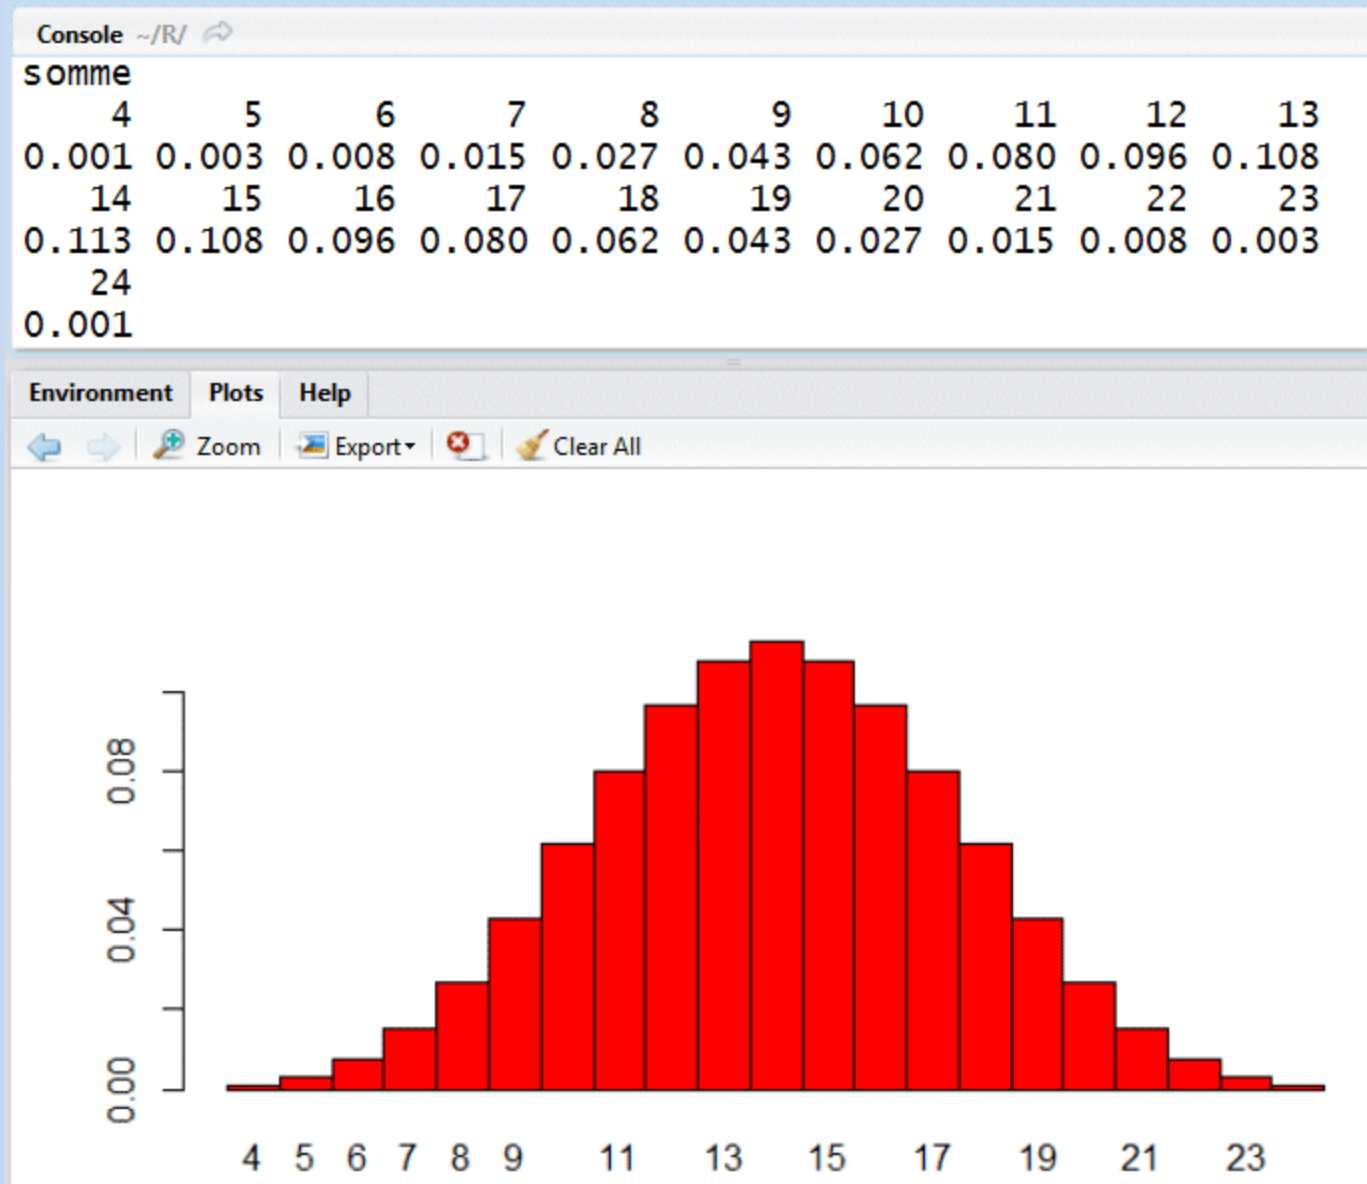 Console ~/R/
somme
4 5 6 7 8 9 10 11 12 13
0.001 0.003 0.008 0.015 0.027 0.043 0.062 0.080 0.096 0.108
14 15 16 17 18 19 20 21 22 23
0.113 0.108 0.096 0.080 0.062 0.043 0.027 0.015 0.008 0.003
24
0.001
Environment Plots Help
Zoom Export Clear All
0.08
0.04
0.00
4 5 6 7 8 9 11 13 15 17 19 21 23